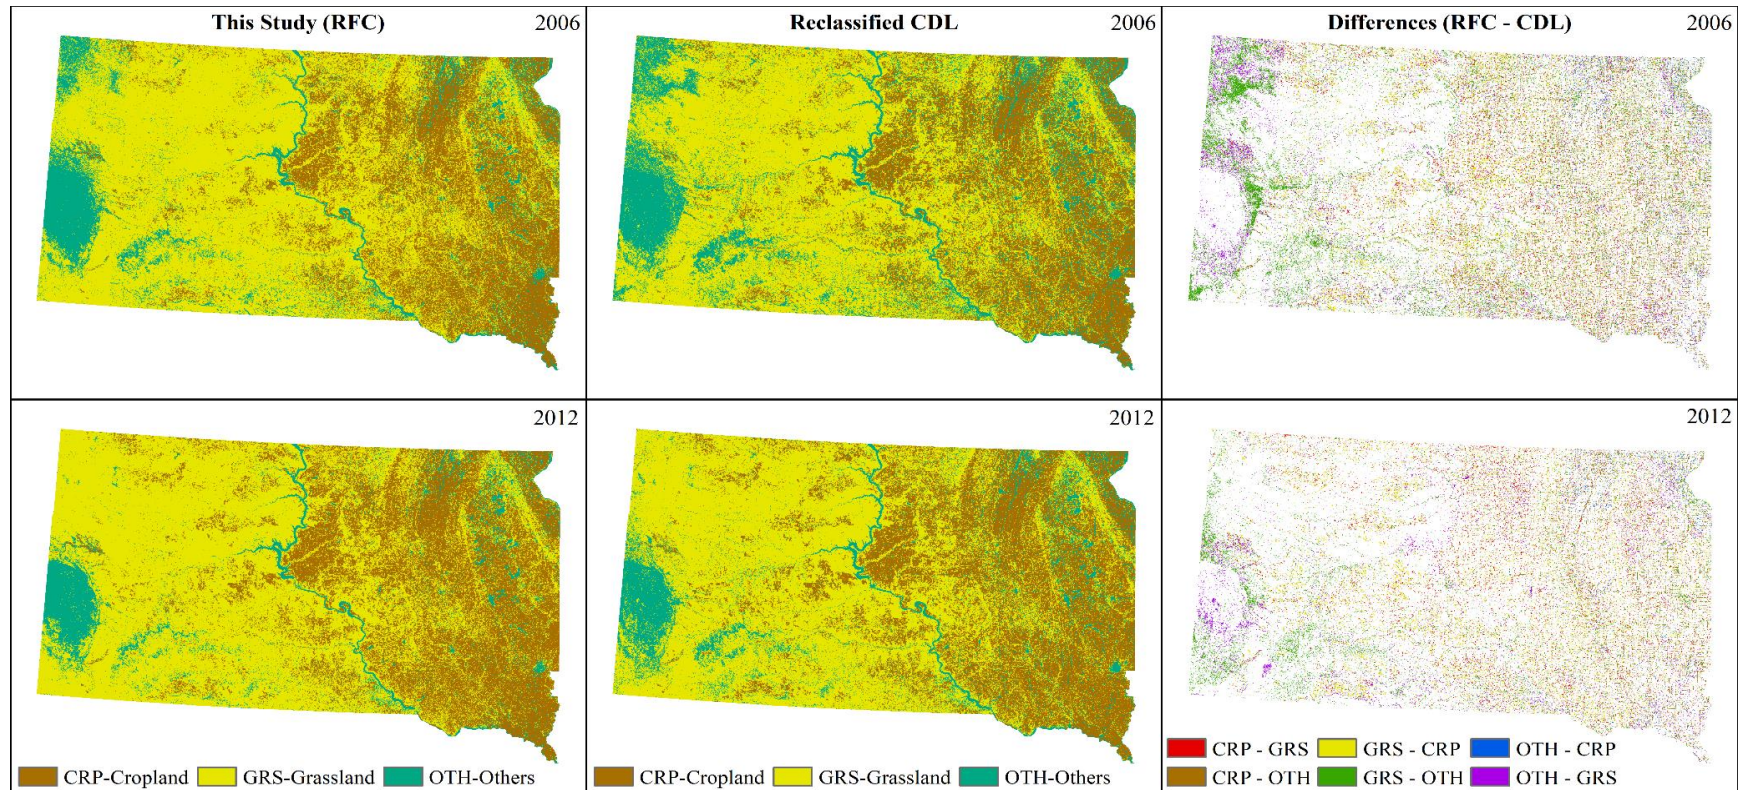 This Study (RFC) 2006
Reclassified CDL 2006
Differences (RFC - CDL) 2006
2012
2012
2012
CRP-Cropland GRS-Grassland OTH-Others
CRP-Cropland GRS-Grassland OTH-Others
CRP - GRS GRS - CRP OTH - CRP
CRP - OTH GRS - OTH OTH - GRS